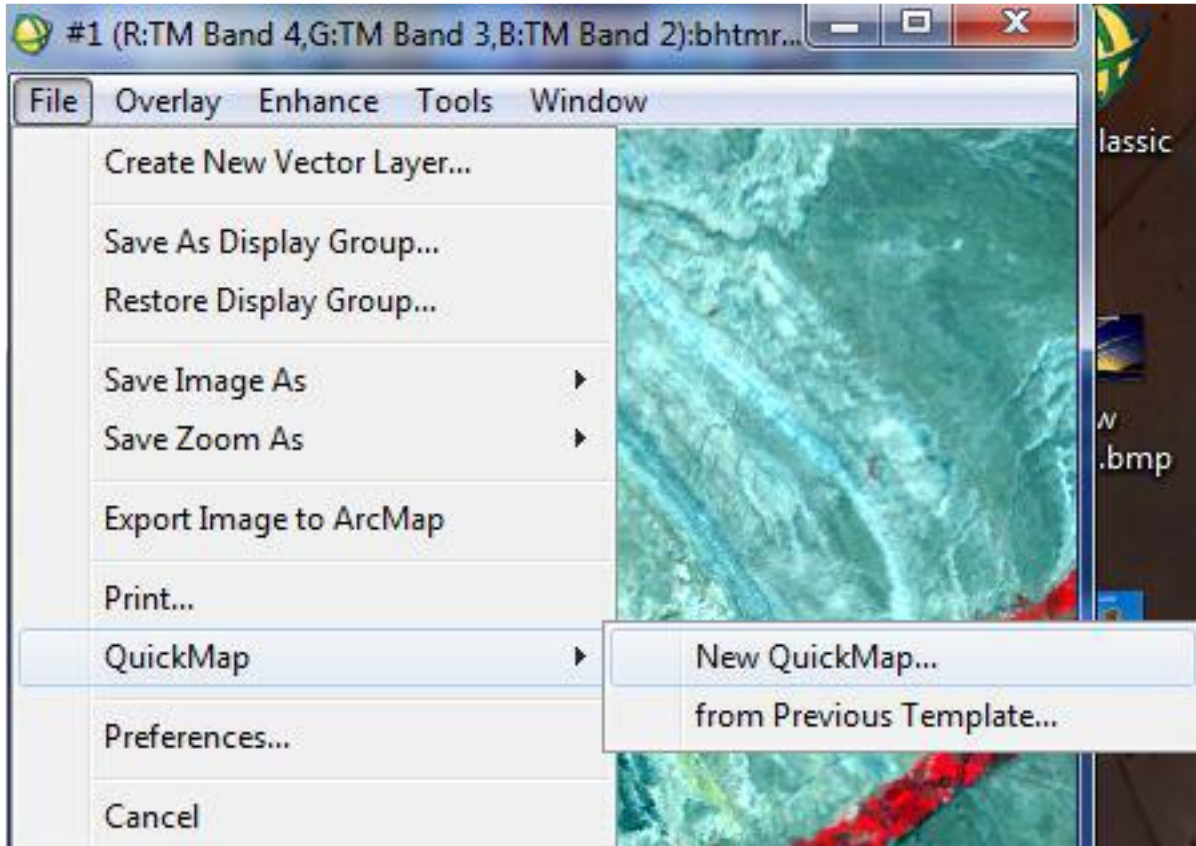 #1 (R:TM Band 4,G:TM Band 3,B:TM Band 2):bhtmr...
File Overlay Enhance Tools Window
Create New Vector Layer...
Save As Display Group...
Restore Display Group...
Save Image As
Save Zoom As
Export Image to ArcMap
Print...
QuickMap
New QuickMap...
from Previous Template...
Preferences...
Cancel
lassic
w
.bmp